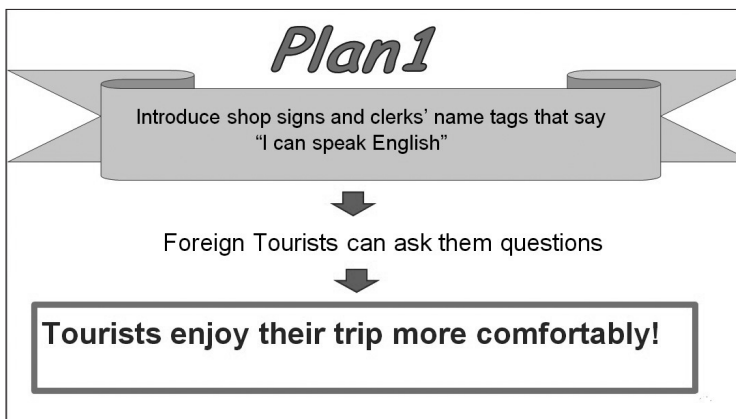 Plan1
Introduce shop signs and clerks’ name tags that say
“I can speak English”
Foreign Tourists can ask them questions
Tourists enjoy their trip more comfortably!